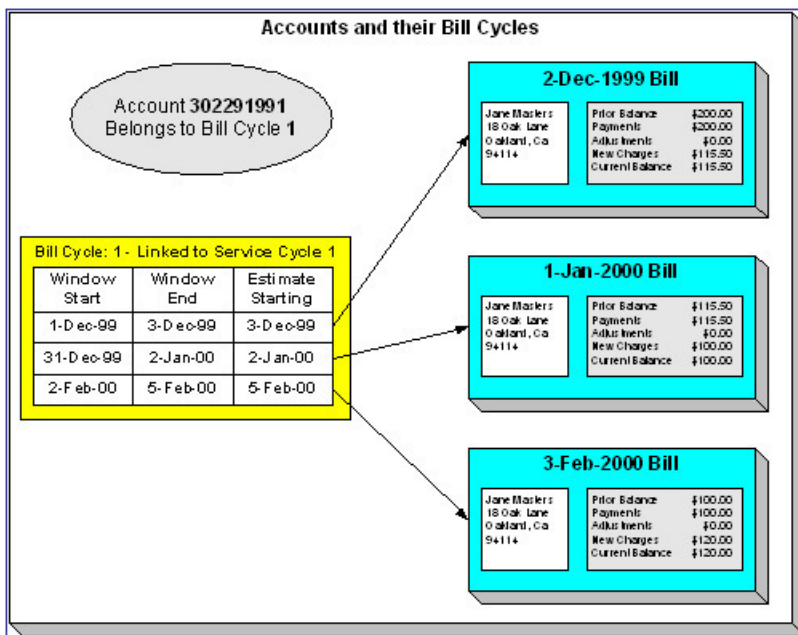 Accounts and their Bill Cycles
Account 302291991
Belongs to Bill Cycle 1
Bill Cycle: 1 - Linked to Service Cycle 1
Window Start Window End Estimate Starting
1-Dec-99 3-Dec-99 3-Dec-99
31-Dec-99 2-Jan-00 2-Jan-00
2-Feb-00 5-Feb-00 5-Feb-00
2-Dec-1999 Bill
Jane Masters
18 Oak Lane
Oakland, Ca
94114
Prior Balance $200.00
Payments $200.00
Adjustments $0.00
New Charges $115.50
Current Balance $115.50
1-Jan-2000 Bill
Jane Masters
18 Oak Lane
Oakland, Ca
94114
Prior Balance $115.50
Payments $115.50
Adjustments $0.00
New Charges $100.00
Current Balance $100.00
3-Feb-2000 Bill
Jane Masters
18 Oak Lane
Oakland, Ca
94114
Prior Balance $100.00
Payments $100.00
Adjustments $0.00
New Charges $120.00
Current Balance $120.00